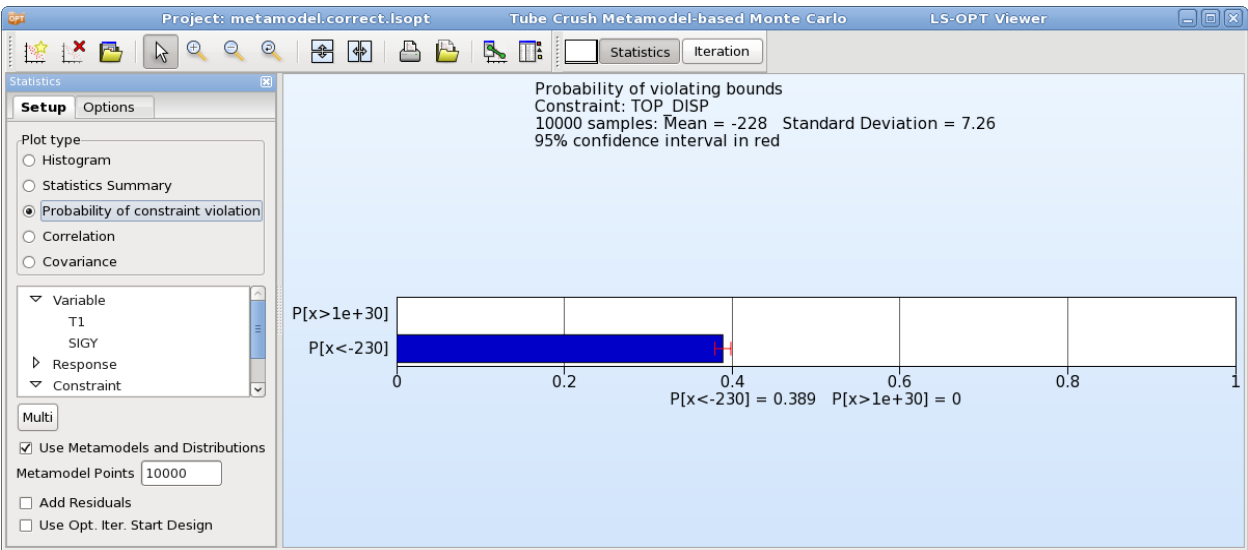 OPT
Project: metamodel.correct.lsopt Tube Crush Metamodel-based Monte Carlo LS-OPT Viewer
Statistics Iteration
Statistics
Setup Options
Plot type
Histogram
Statistics Summary
Probability of constraint violation
Correlation
Covariance
Variable
T1
SIGY
Response
Constraint
Multi
Use Metamodels and Distributions
Metamodel Points 10000
Add Residuals
Use Opt. Iter. Start Design
Probability of violating bounds
Constraint: TOP_DISP
10000 samples: Mean = -228 Standard Deviation = 7.26
95% confidence interval in red
P[x>1e+30]
P[x<-230]
0 0.2 0.4 0.6 0.8 1
P[x<-230] = 0.389 P[x>1e+30] = 0